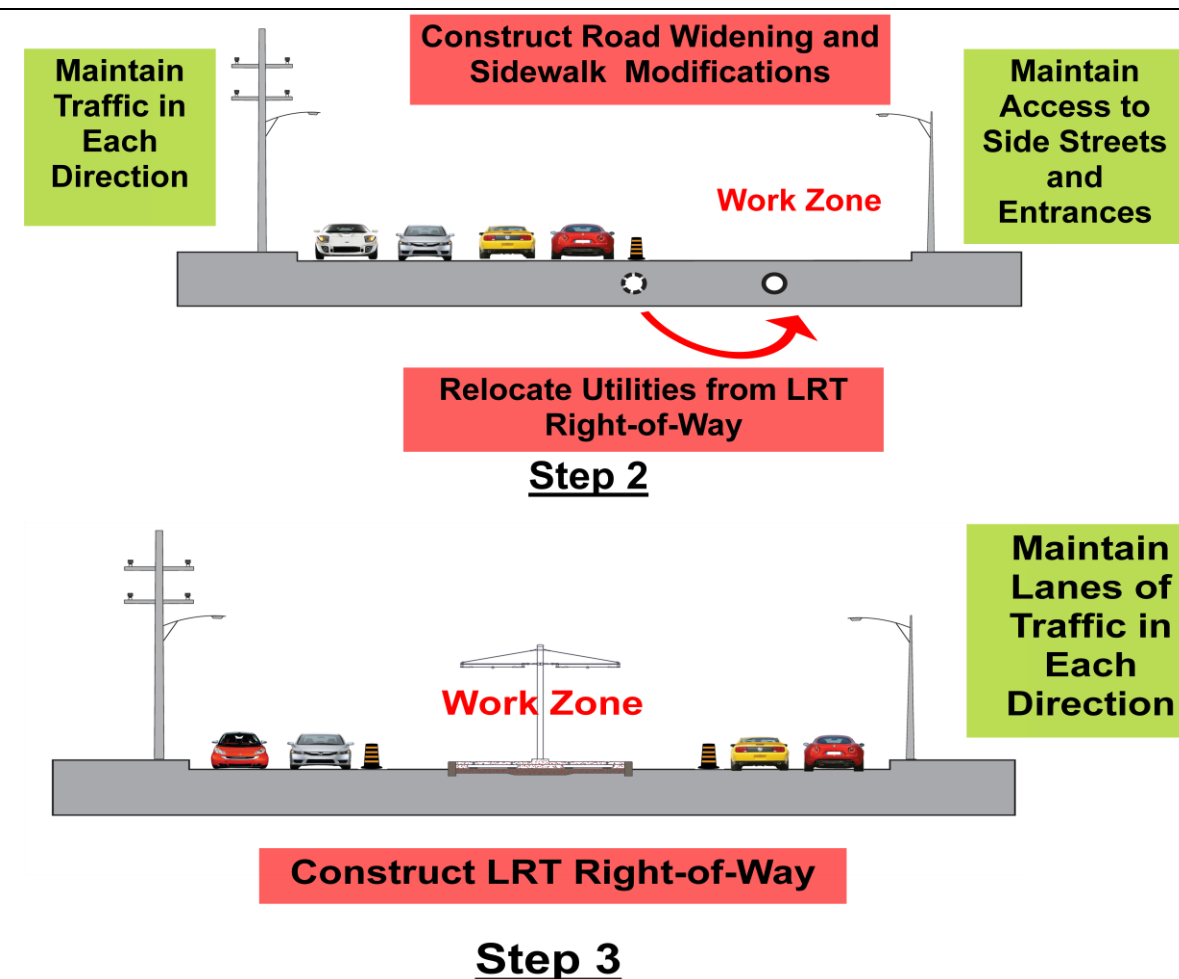 Construct Road Widening and
Sidewalk Modifications
Maintain
Traffic in
Each
Direction
Maintain
Access to
Side Streets
and
Entrances
Work Zone
Relocate Utilities from LRT
Right-of-Way
Step 2
Maintain
Lanes of
Traffic in
Each
Direction
Work Zone
Construct LRT Right-of-Way
Step 3